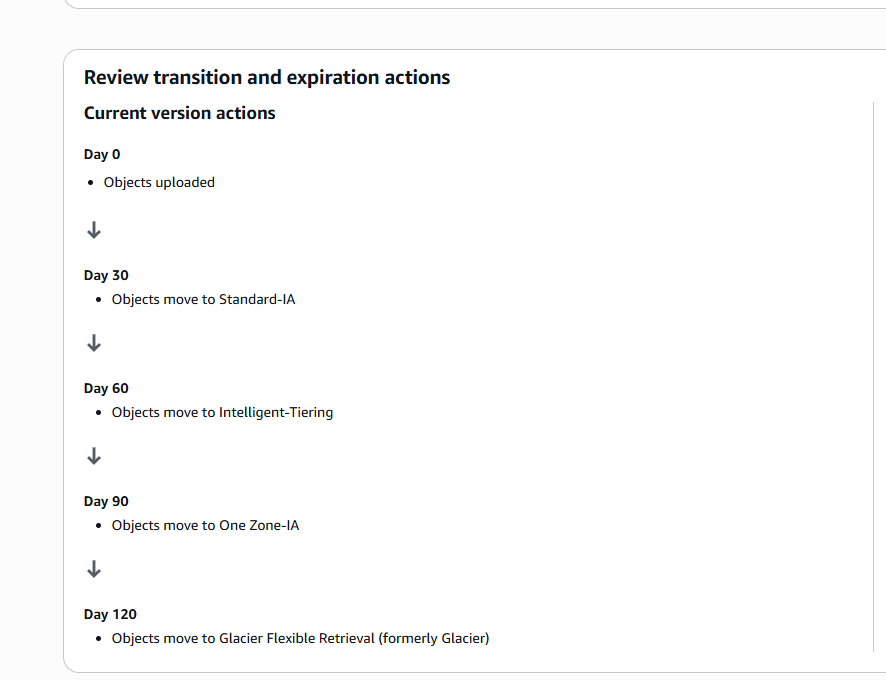 Review transition and expiration actions
Current version actions
Day 0
Objects uploaded
Day 30
Objects move to Standard-IA
Day 60
Objects move to Intelligent-Tiering
Day 90
Objects move to One Zone-IA
Day 120
Objects move to Glacier Flexible Retrieval (formerly Glacier)